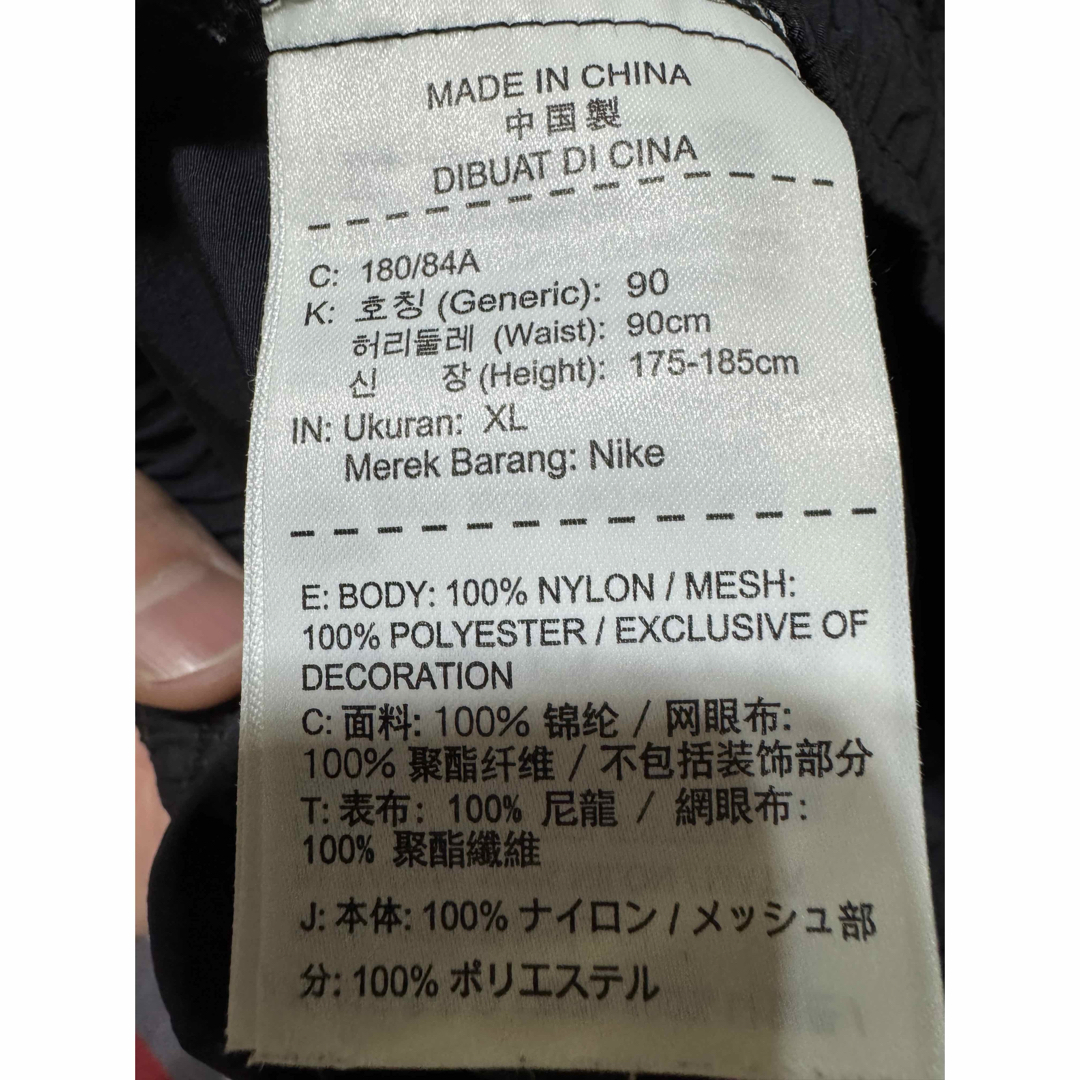 MADE IN CHINA
中国製
DIBUAT DI CINA
C: 180/84A
K: 호칭 (Generic): 90
허리둘레 (Waist): 90cm
신 장 (Height): 175-185cm
IN: Ukuran: XL
Merek Barang: Nike
E: BODY: 100% NYLON / MESH:
100% POLYESTER / EXCLUSIVE OF
DECORATION
C: 面料: 100% 锦纶 / 网眼布:
100% 聚酯纤维 / 不包括装饰部分
T: 表布: 100% 尼龍 / 網眼布:
100% 聚酯纖維
J: 本体: 100% ナイロン / メッシュ部
分: 100% ポリエステル